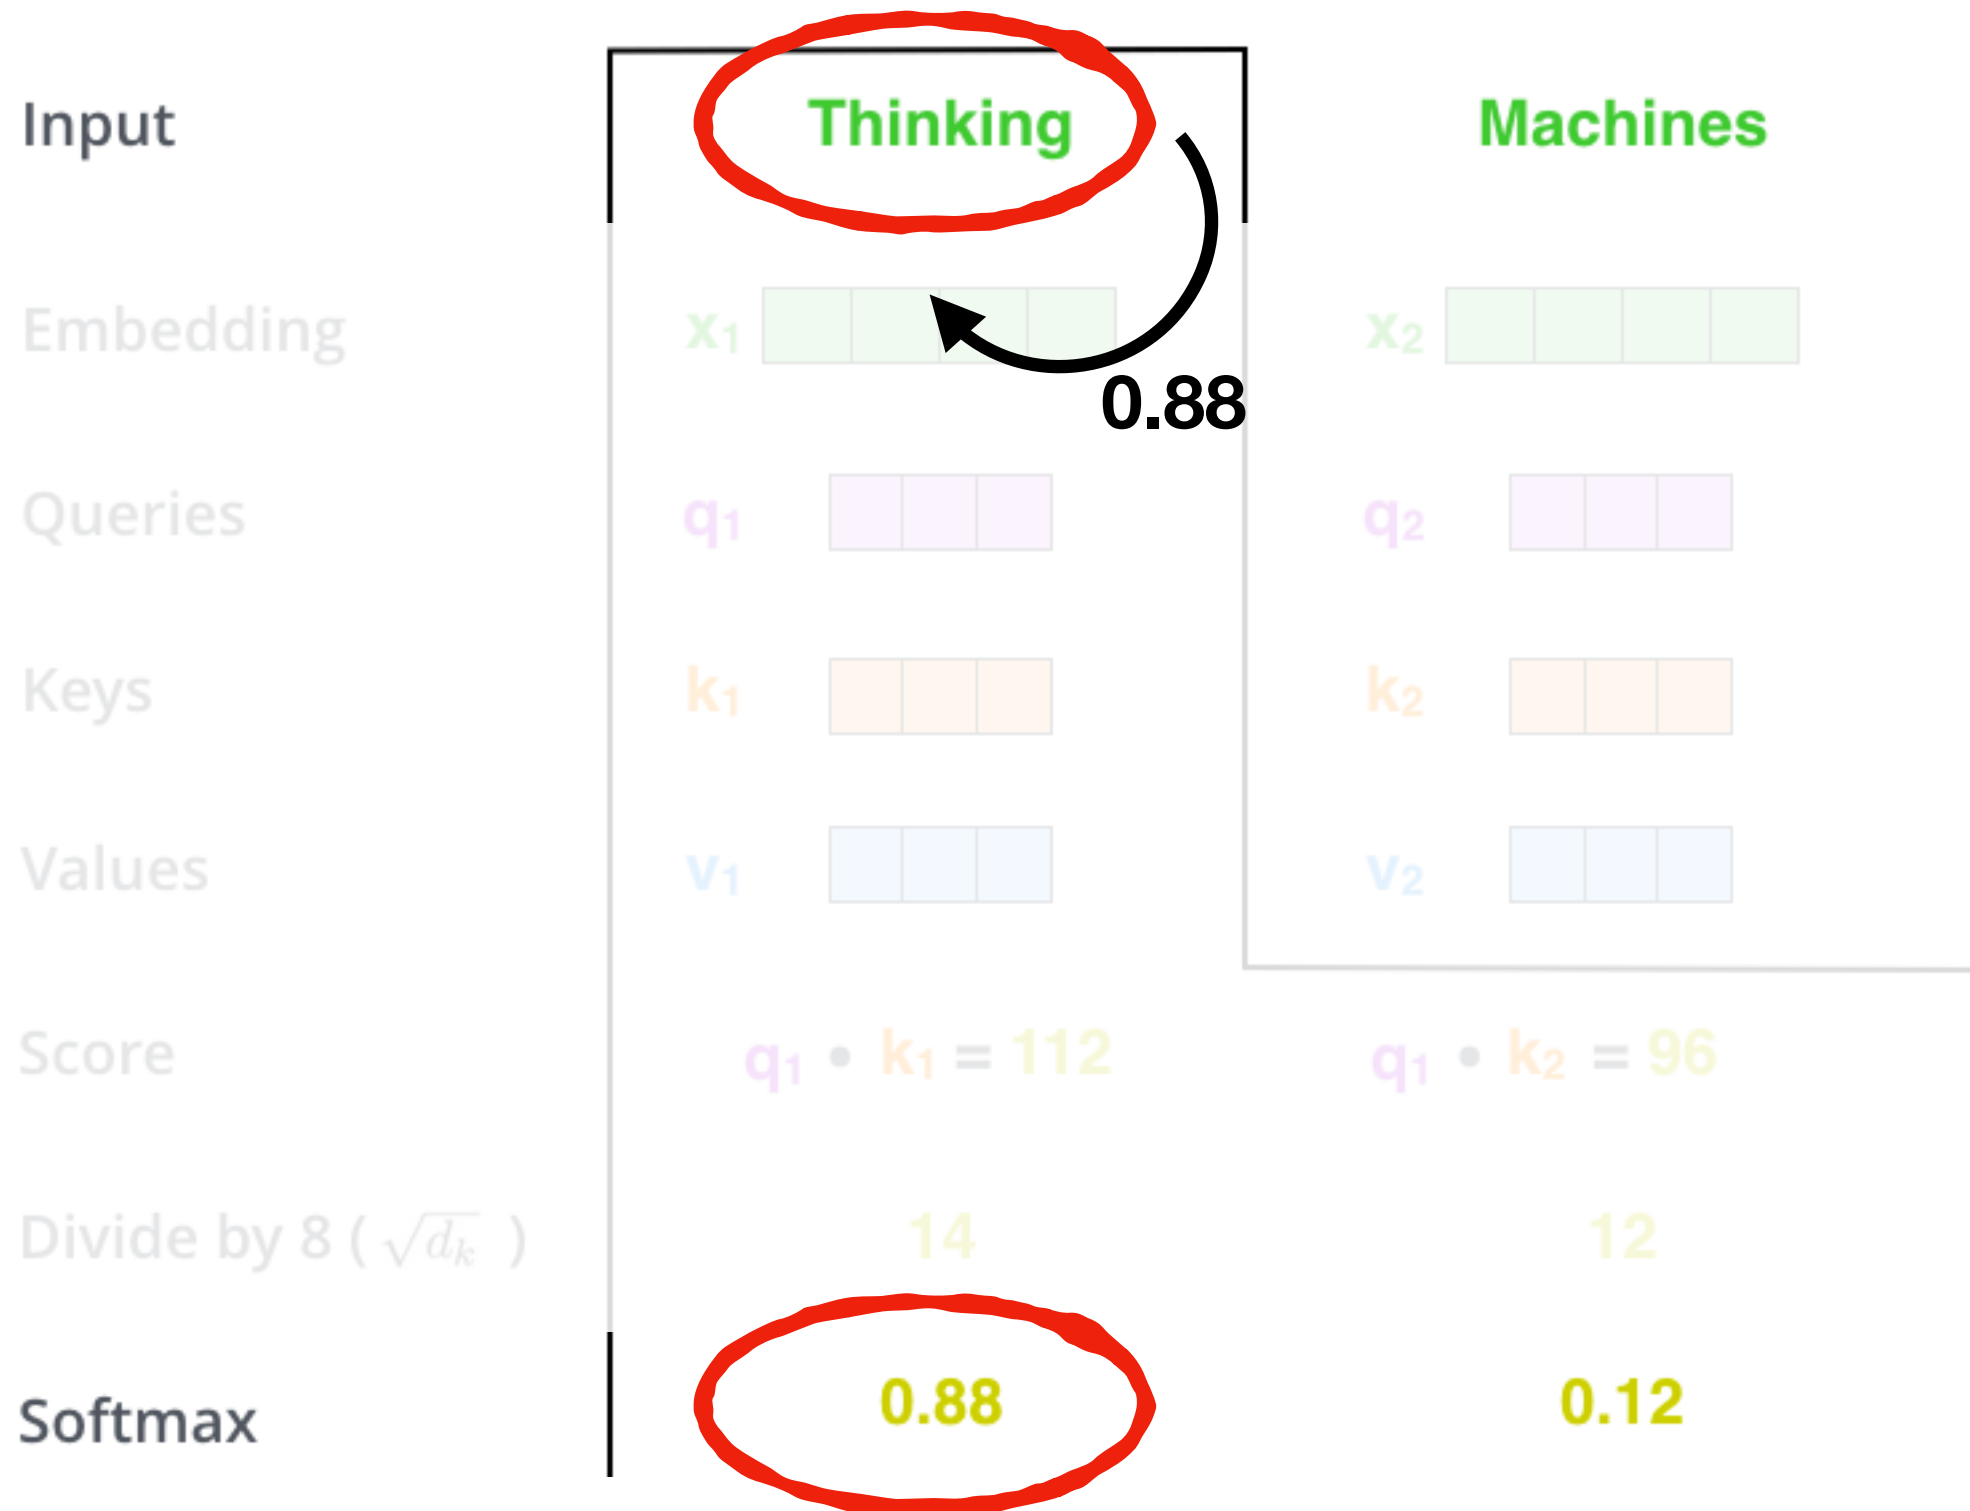 Input Thinking Machines
Embedding x1 x2
0.88
Queries q1 q2
Keys k1 k2
Values v1 v2
Score q1 • k1 = 112 q1 • k2 = 96
Divide by 8 ( √dk ) 14 12
Softmax 0.88 0.12